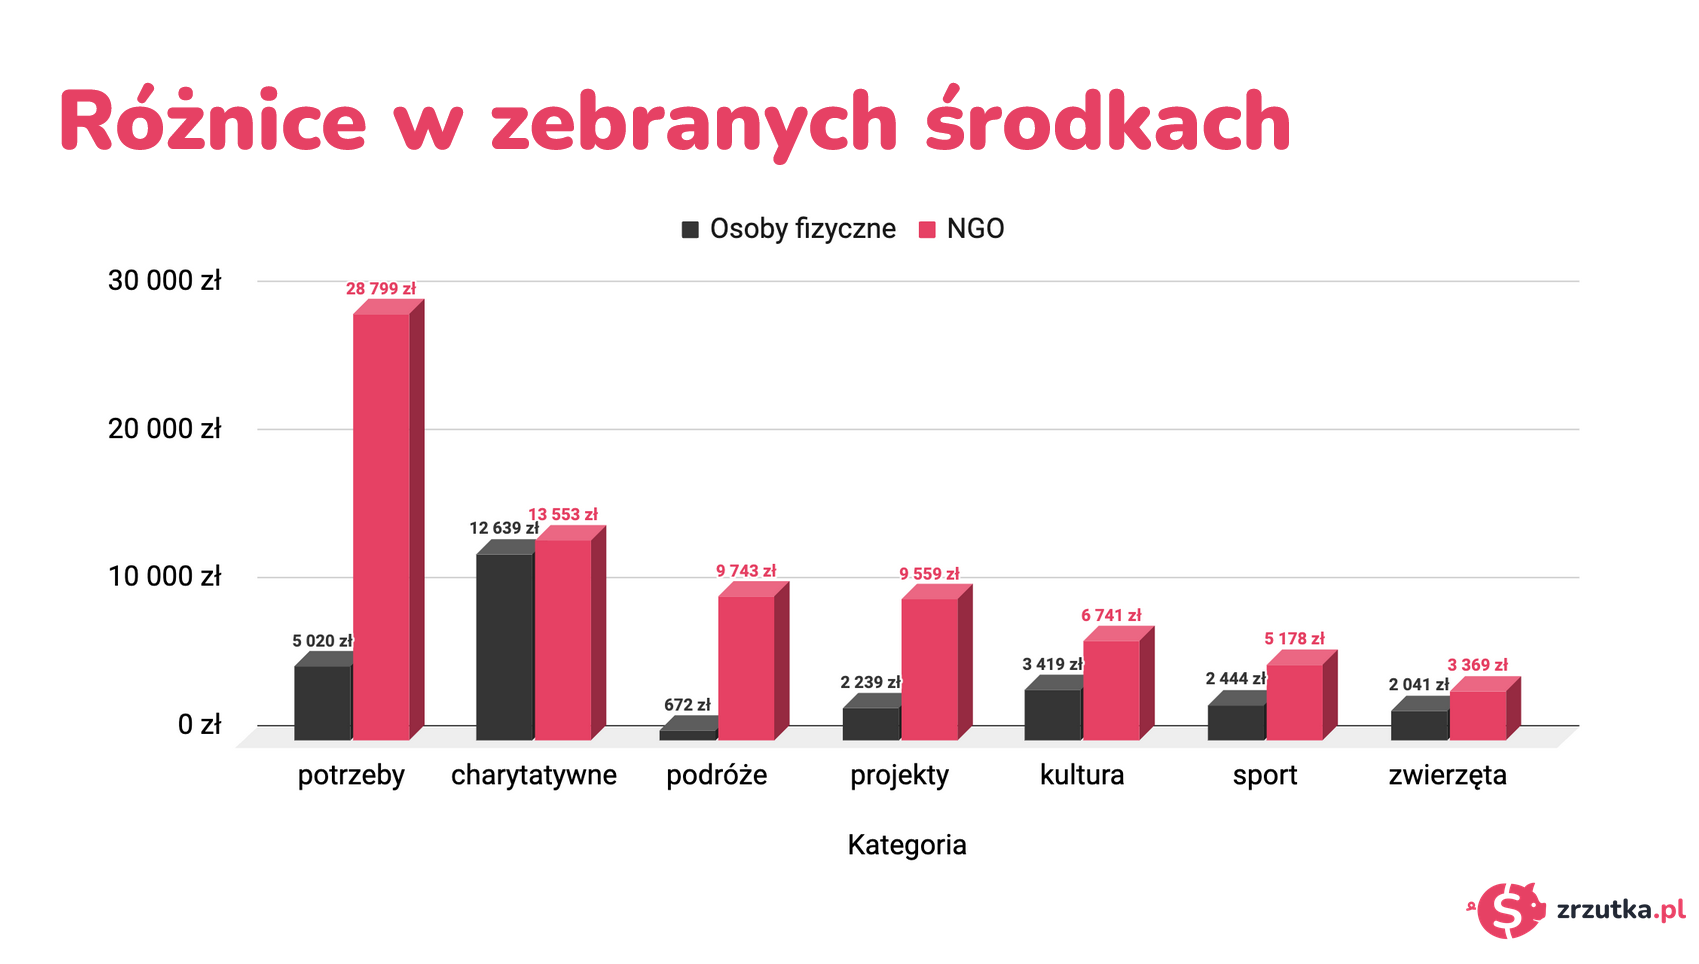 Różnice w zebranych środkach
Osoby fizyczne NGO
30 000 zł
20 000 zł
10 000 zł
0 zł
5 020 zł 28 799 zł
12 639 zł 13 553 zł
672 zł 9 743 zł
2 239 zł 9 559 zł
3 419 zł 6 741 zł
2 444 zł 5 178 zł
2 041 zł 3 369 zł
potrzeby charytatywne podróże projekty kultura sport zwierzęta
Kategoria
zrzutka.pl